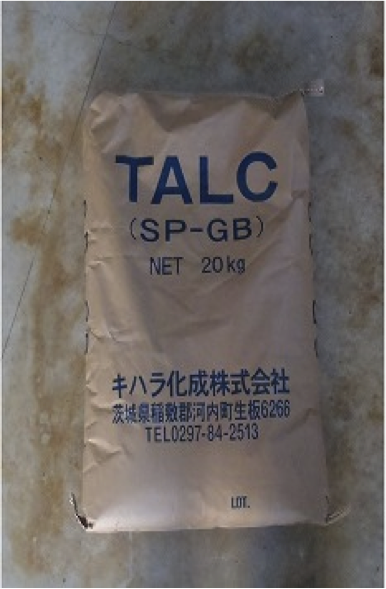 TALC
(SP-GB)
NET 20kg
キハラ化成株式会社
茨城県稲敷郡河内町生板6266
TEL0297-84-2513
LOT.